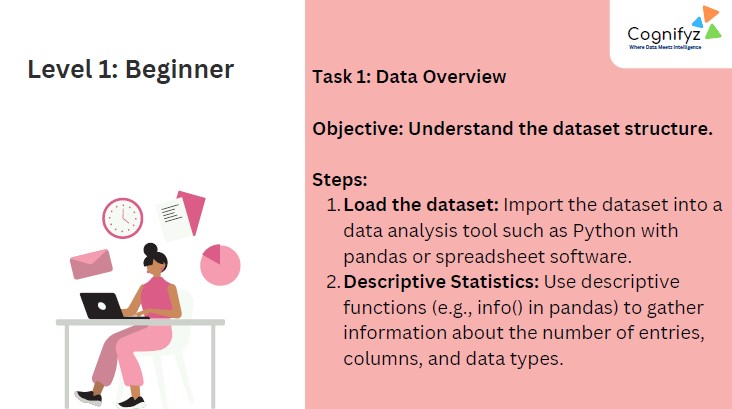 Level 1: Beginner
Cognifyz
Where Data Meets Intelligence
Task 1: Data Overview
Objective: Understand the dataset structure.
Steps:
1. Load the dataset: Import the dataset into a
data analysis tool such as Python with
pandas or spreadsheet software.
2. Descriptive Statistics: Use descriptive
functions (e.g., info() in pandas) to gather
information about the number of entries,
columns, and data types.